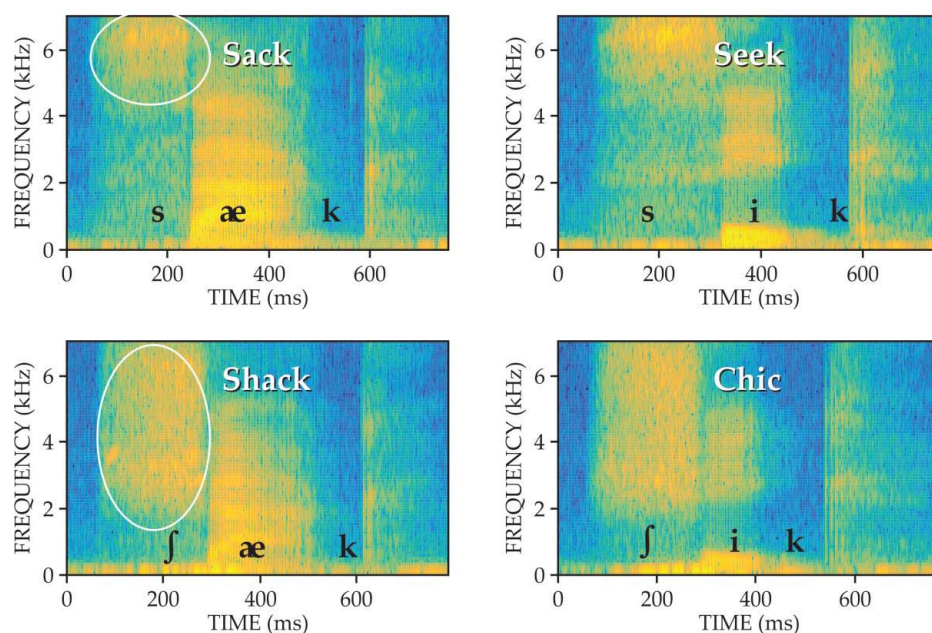 FREQUENCY (kHz)
6
4
2
0
Sack
s æ k
0 200 400 600
TIME (ms)
FREQUENCY (kHz)
6
4
2
0
Seek
s i k
0 200 400 600
TIME (ms)
FREQUENCY (kHz)
6
4
2
0
Shack
ʃ æ k
0 200 400 600
TIME (ms)
FREQUENCY (kHz)
6
4
2
0
Chic
ʃ i k
0 200 400 600
TIME (ms)